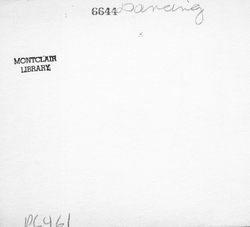 6644 Dancing
MONTCLAIR
LIBRARY.
PC461